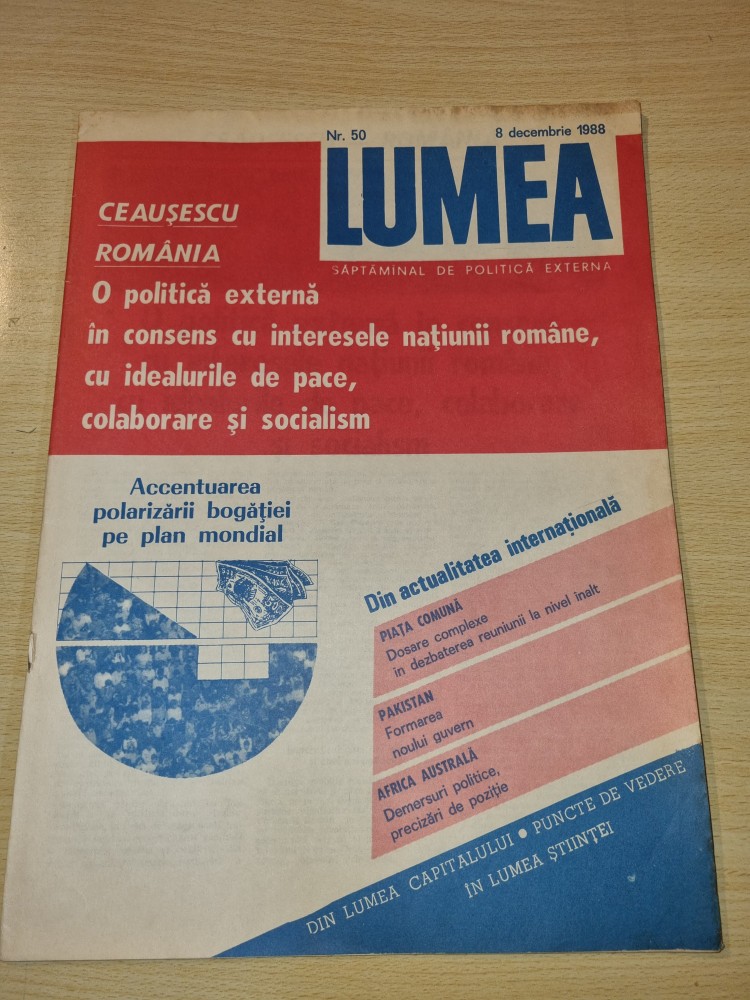 Nr. 50
8 decembrie 1988
LUMEA
SĂPTĂMÎNAL DE POLITICĂ EXTERNĂ
CEAUŞESCU
ROMÂNIA
O politică externă
în consens cu interesele naţiunii române,
cu idealurile de pace,
colaborare şi socialism
Accentuarea
polarizării bogăţiei
pe plan mondial
Din actualitatea internaţională
PIAŢA COMUNĂ
Dosare complexe
în dezbaterea reuniunii la nivel înalt
PAKISTAN
Formarea
noului guvern
AFRICA AUSTRALĂ
Demersuri politice,
precizări de poziţie
DIN LUMEA CAPITALULUI • PUNCTE DE VEDERE
ÎN LUMEA ŞTIINŢEI